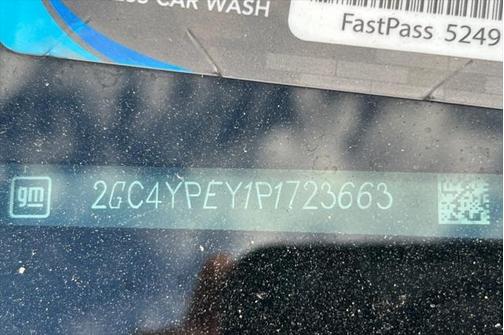 CAR WASH
FastPass 5249
gm 2GC4YPEY1P1723663